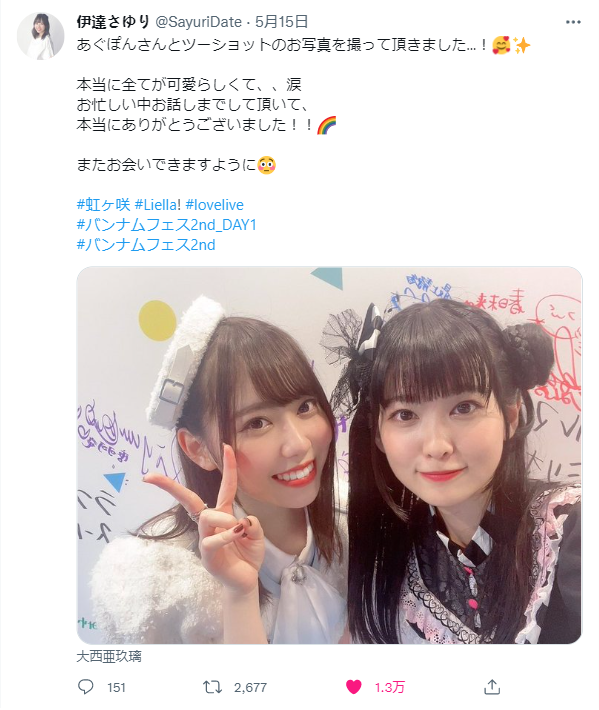 伊達さゆり @SayuriDate · 5月15日
あぐぽんさんとツーショットのお写真を撮って頂きました...！🥰✨
本当に全てが可愛らしくて、、涙
お忙しい中お話しまでして頂いて、
本当にありがとうございました！！🌈
またお会いできますように😳
#虹ヶ咲 #Liella! #lovelive
#バンナムフェス2nd_DAY1
#バンナムフェス2nd
大西亜玖璃
151 2,677 1.3万